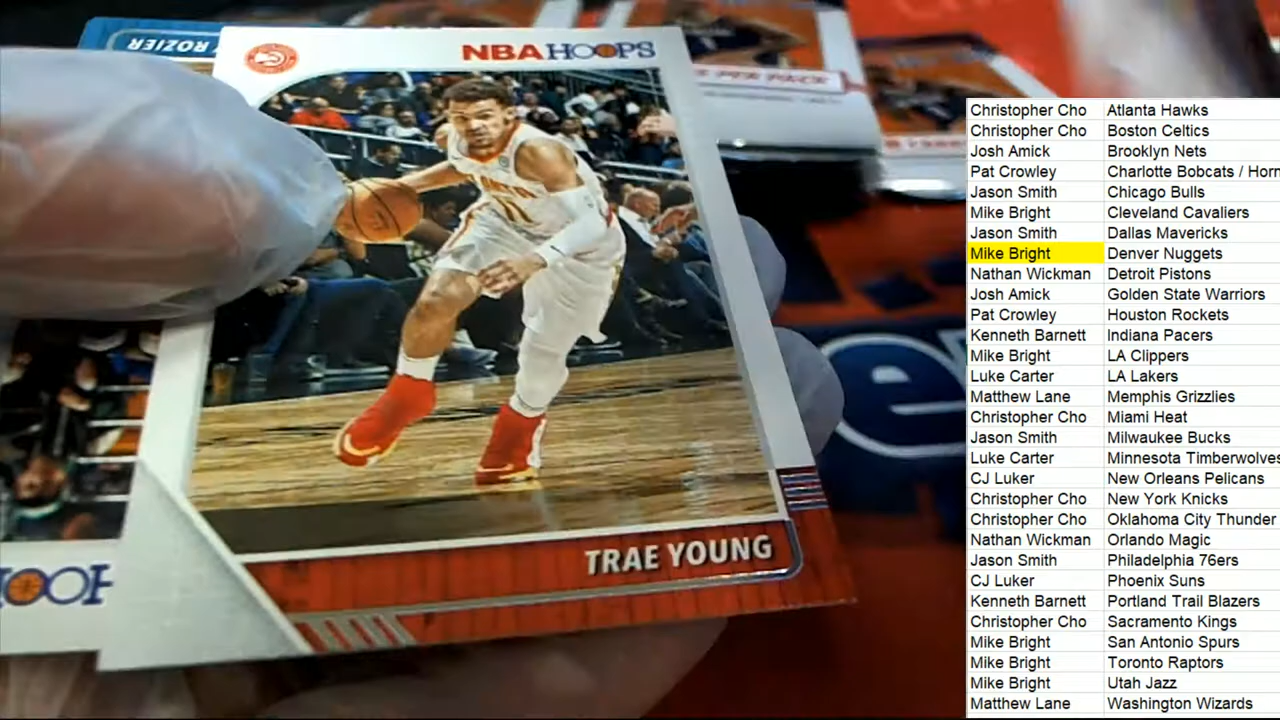 ROZIER
NBA HOOPS
S PER PACK
TRAE YOUNG
HOOP
e
Christopher Cho Atlanta Hawks
Christopher Cho Boston Celtics
Josh Amick Brooklyn Nets
Pat Crowley Charlotte Bobcats / Horn
Jason Smith Chicago Bulls
Mike Bright Cleveland Cavaliers
Jason Smith Dallas Mavericks
Mike Bright Denver Nuggets
Nathan Wickman Detroit Pistons
Josh Amick Golden State Warriors
Pat Crowley Houston Rockets
Kenneth Barnett Indiana Pacers
Mike Bright LA Clippers
Luke Carter LA Lakers
Matthew Lane Memphis Grizzlies
Christopher Cho Miami Heat
Jason Smith Milwaukee Bucks
Luke Carter Minnesota Timberwolves
CJ Luker New Orleans Pelicans
Christopher Cho New York Knicks
Christopher Cho Oklahoma City Thunder
Nathan Wickman Orlando Magic
Jason Smith Philadelphia 76ers
CJ Luker Phoenix Suns
Kenneth Barnett Portland Trail Blazers
Christopher Cho Sacramento Kings
Mike Bright San Antonio Spurs
Mike Bright Toronto Raptors
Mike Bright Utah Jazz
Matthew Lane Washington Wizards